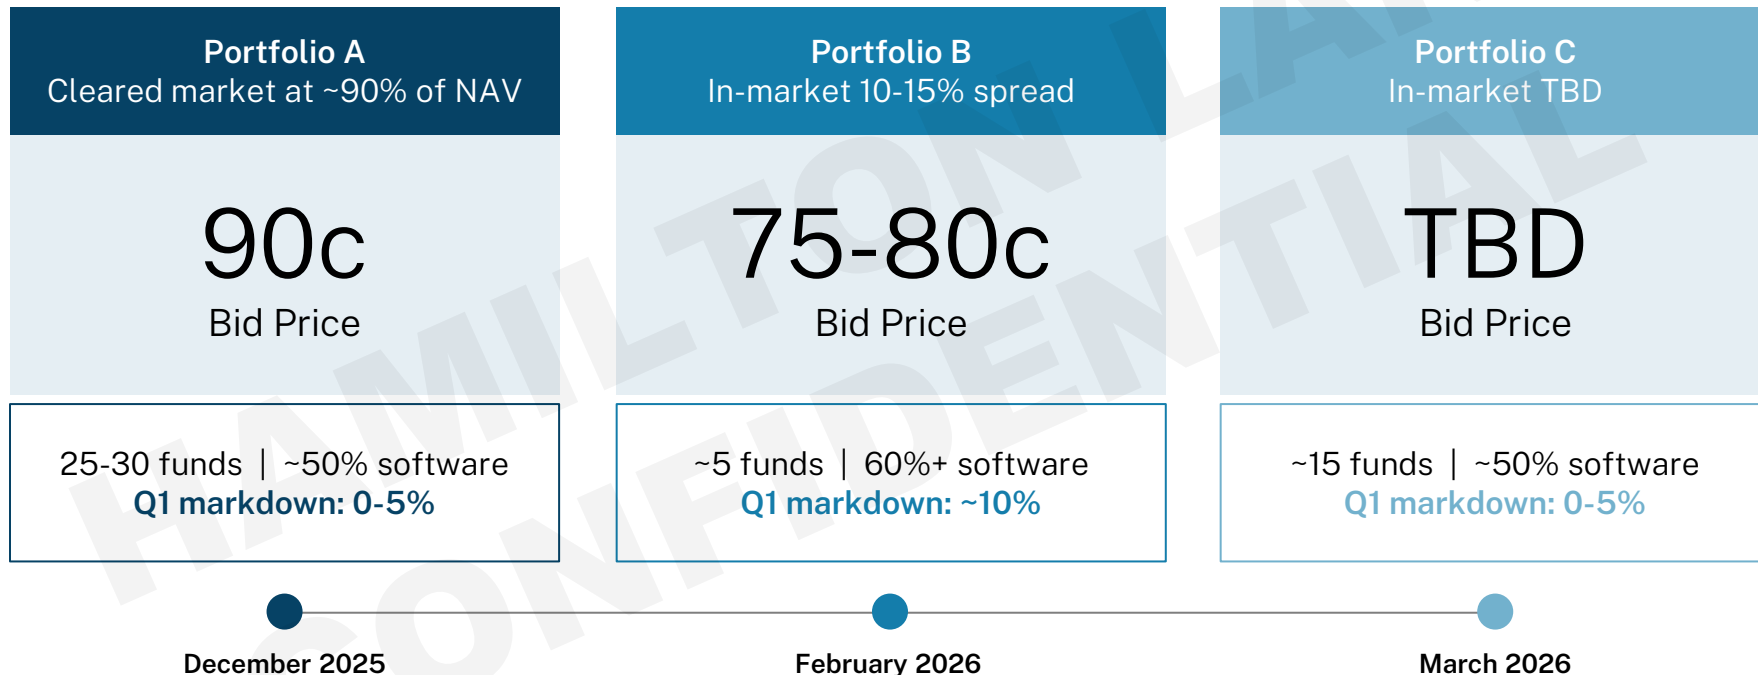 Portfolio A
Cleared market at ~90% of NAV
90c
Bid Price
25-30 funds | ~50% software
Q1 markdown: 0-5%
December 2025
Portfolio B
In-market 10-15% spread
75-80c
Bid Price
~5 funds | 60%+ software
Q1 markdown: ~10%
February 2026
Portfolio C
In-market TBD
TBD
Bid Price
~15 funds | ~50% software
Q1 markdown: 0-5%
March 2026
HAMILTON
CONFIDENTIAL